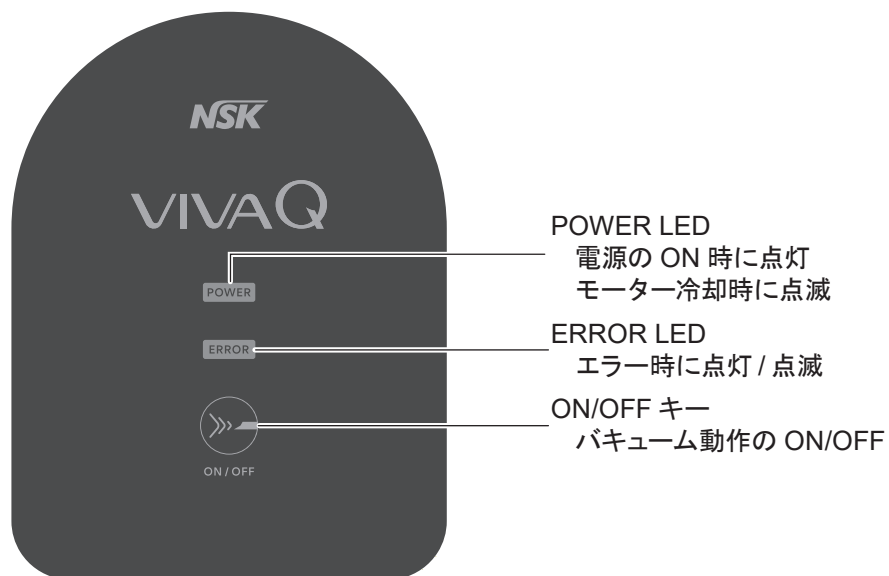 NSK
VIVAQ
POWER
ERROR
ON / OFF
POWER LED
電源の ON 時に点灯
モーター冷却時に点滅
ERROR LED
エラー時に点灯 / 点滅
ON/OFF キー
バキューム動作の ON/OFF